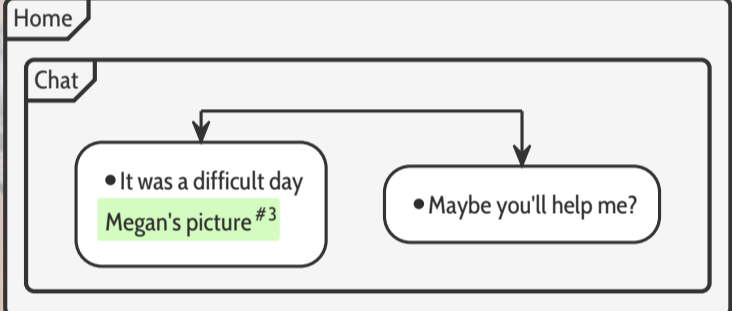 Home
Chat
•It was a difficult day
Megan's picture #3
•Maybe you'll help me?